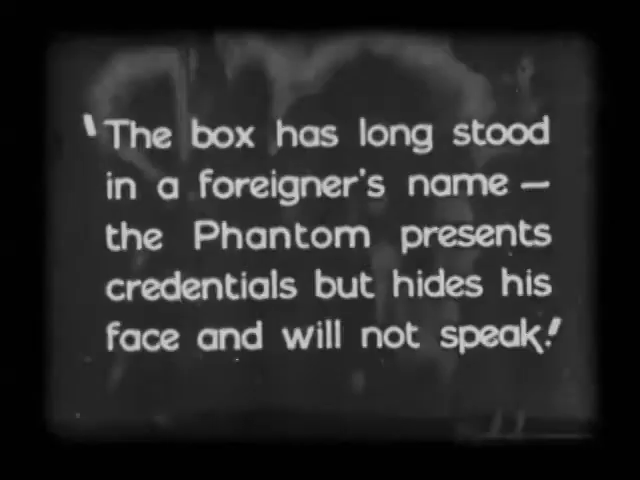 'The box has long stood
in a foreigner's name —
the Phantom presents
credentials but hides his
face and will not speak!'